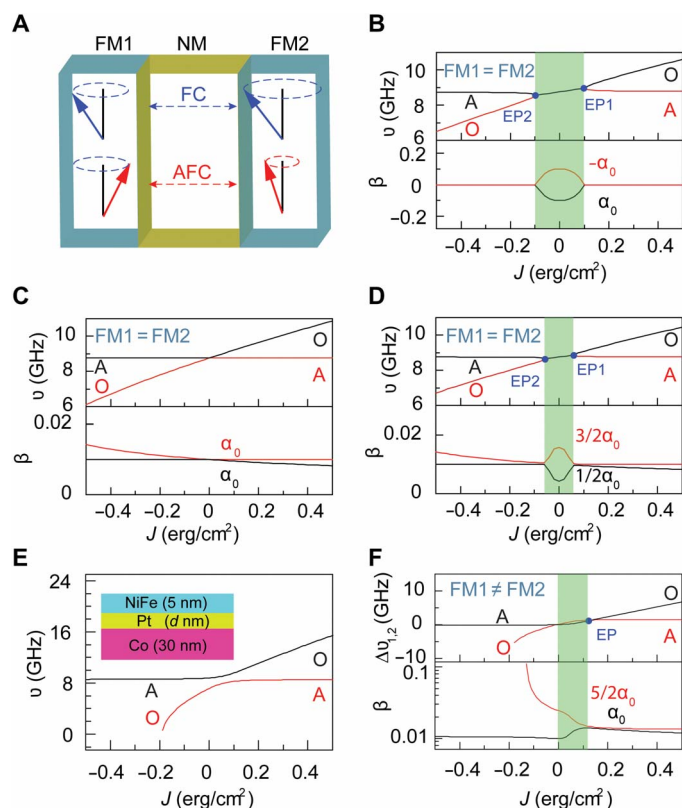 A
FM1 NM FM2
FC
AFC
B
FM1 = FM2
O
A
EP2
EP1
O
A
υ (GHz)
10
8
6
β
0.2
0
−0.2
−α₀
α₀
−0.4 −0.2 0 0.2 0.4
J (erg/cm²)
C
FM1 = FM2
O
A
O
A
υ (GHz)
10
8
6
β
0.02
0
α₀
α₀
−0.4 −0.2 0 0.2 0.4
J (erg/cm²)
D
FM1 = FM2
O
A
EP2
EP1
O
A
υ (GHz)
10
8
6
β
0.02
0
3/2α₀
1/2α₀
−0.4 −0.2 0 0.2 0.4
J (erg/cm²)
E
NiFe (5 nm)
Pt (d nm)
Co (30 nm)
O
A
O
A
υ (GHz)
24
16
8
0
−0.4 −0.2 0 0.2 0.4
J (erg/cm²)
F
FM1 ≠ FM2
O
A
EP
O
A
Δυ₁,₂ (GHz)
10
0
−10
β
0.1
0.01
5/2α₀
α₀
−0.4 −0.2 0 0.2 0.4
J (erg/cm²)